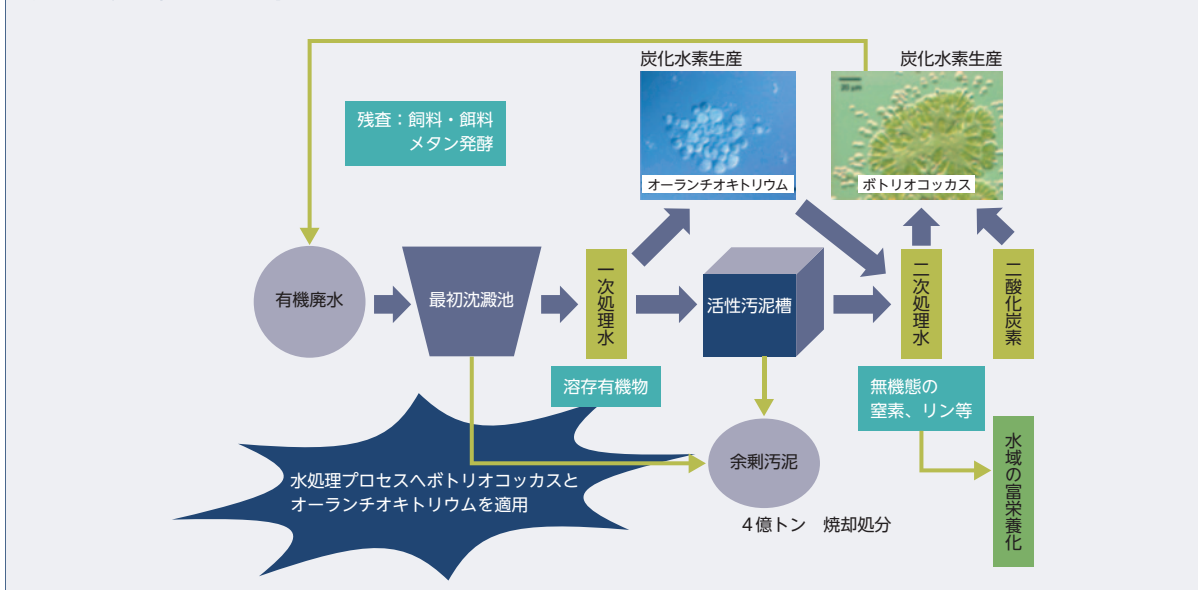 炭化水素生産
炭化水素生産
20 µm
残査：飼料・餌料
メタン発酵
オーランチオキトリウム
ボトリオコッカス
有機廃水
最初沈澱池
一次処理水
活性汚泥槽
二次処理水
二酸化炭素
溶存有機物
無機態の
窒素、リン等
水処理プロセスへボトリオコッカスと
オーランチオキトリウムを適用
余剰汚泥
4億トン　焼却処分
水域の富栄養化